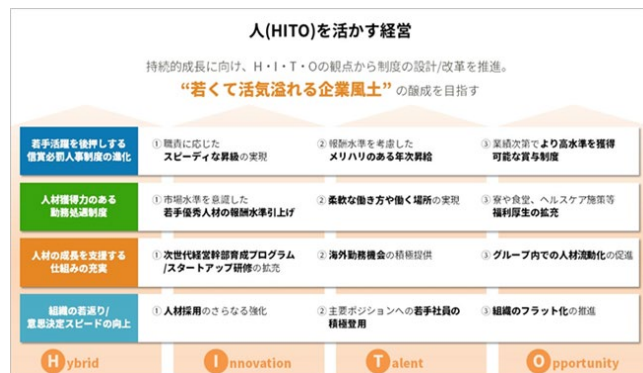 人(HITO)を活かす経営
持続的成長に向け、H・I・T・Oの観点から制度の設計/改革を推進。
“若くて活気溢れる企業風土” の醸成を目指す
若手活躍を後押しする
信賞必罰人事制度の進化
① 職責に応じた
スピーディな昇級の実現
② 報酬水準を考慮した
メリハリのある年次昇給
③ 業績次第でより高水準を獲得
可能な賞与制度
人材獲得力のある
勤務処遇制度
① 市場水準を意識した
若手優秀人材の報酬水準引上げ
② 柔軟な働き方や働く場所の実現
③ 寮や食堂、ヘルスケア施策等
福利厚生の拡充
人材の成長を支援する
仕組みの充実
① 次世代経営幹部育成プログラム
/スタートアップ研修の拡充
② 海外勤務機会の積極提供
③ グループ内での人材流動化の促進
組織の若返り/
意思決定スピードの向上
① 人材採用のさらなる強化
② 主要ポジションへの若手社員の
積極登用
③ 組織のフラット化の推進
Hybrid
Innovation
Talent
Opportunity